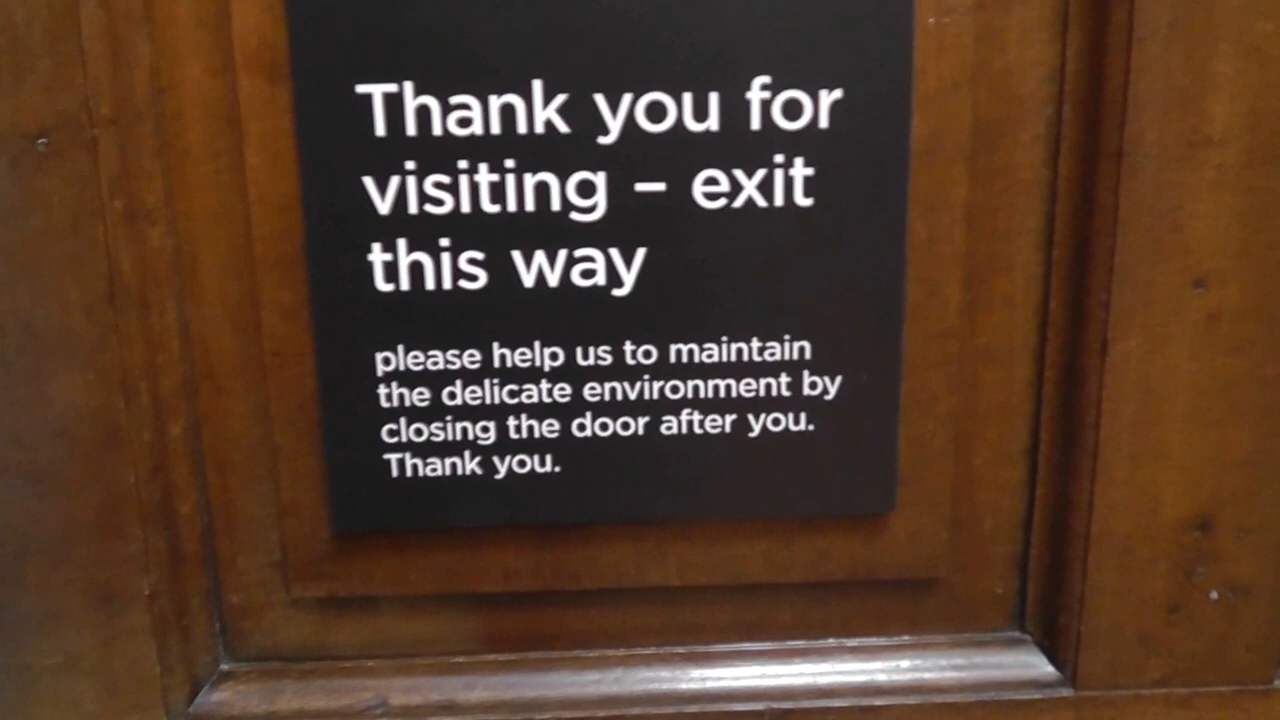 Thank you for
visiting – exit
this way
please help us to maintain
the delicate environment by
closing the door after you.
Thank you.